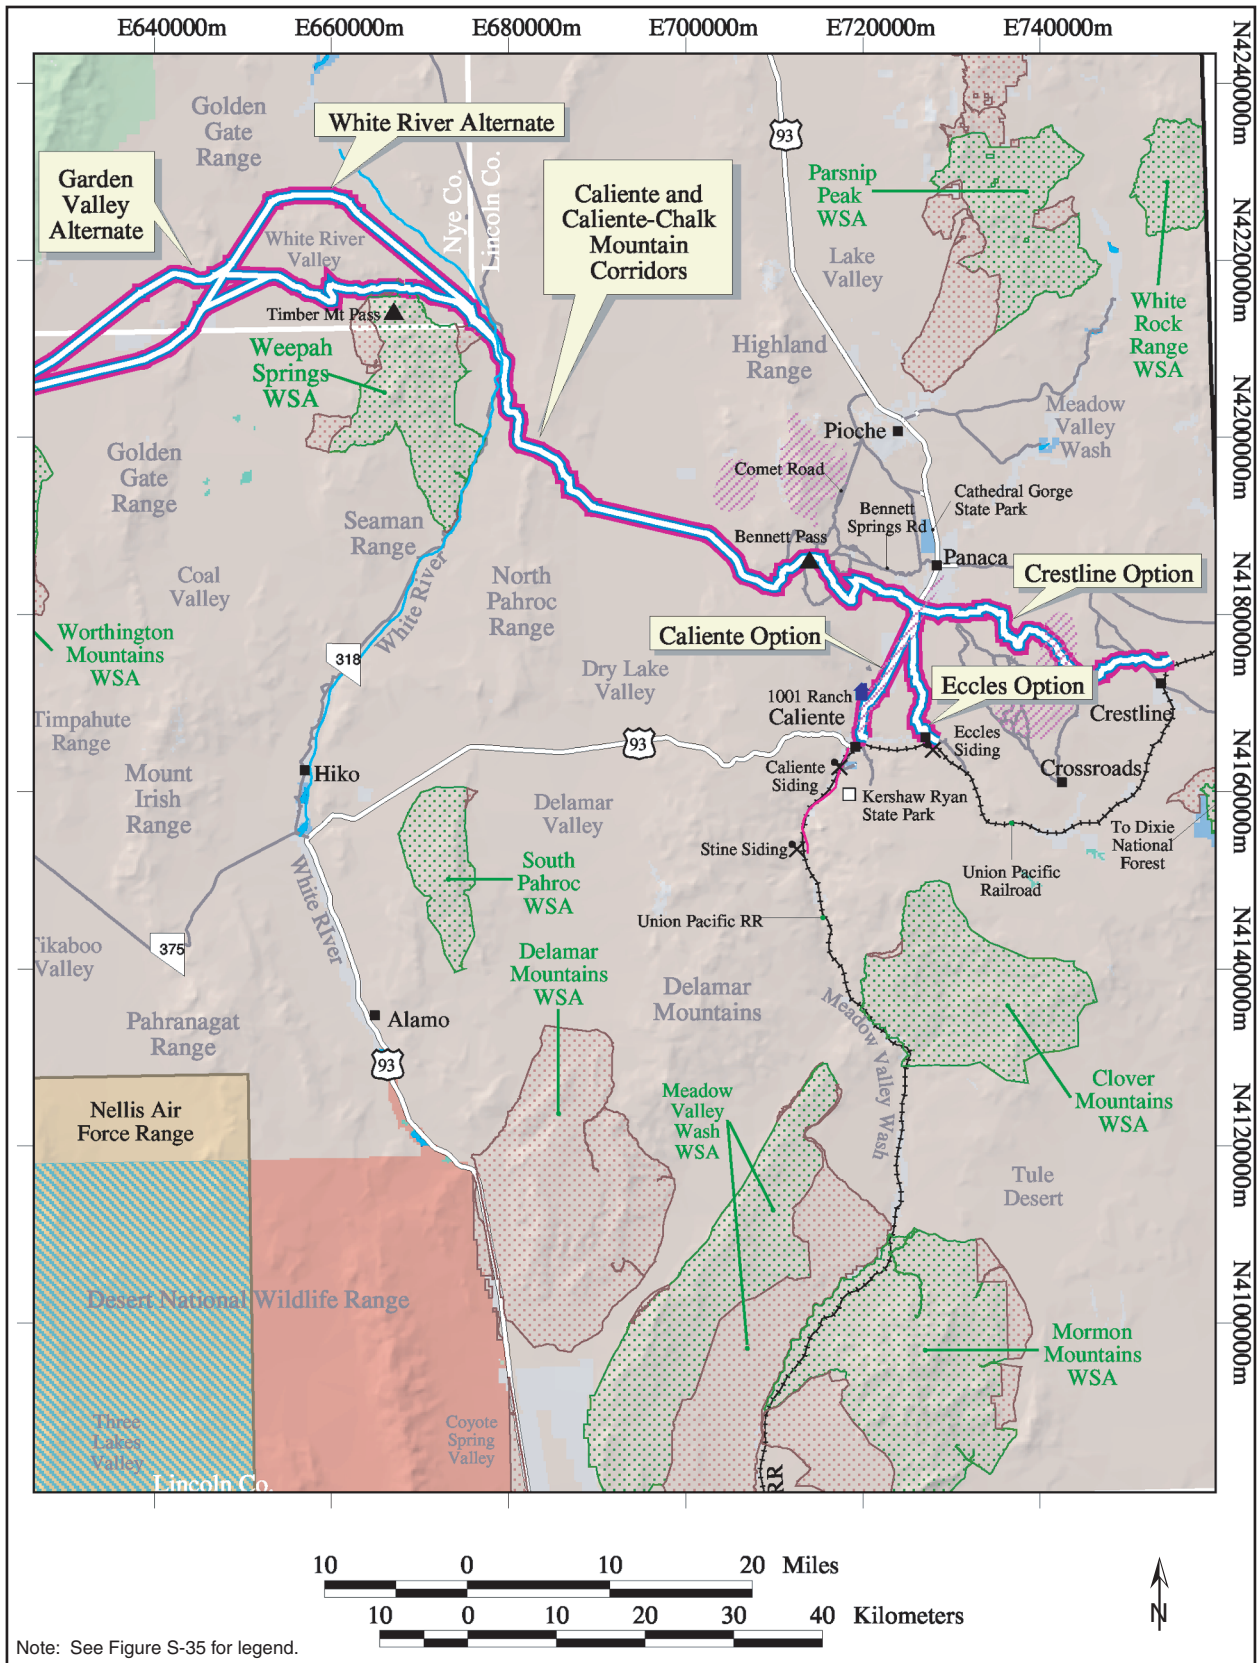 E640000m
E660000m
E680000m
E700000m
E720000m
E740000m
N4240000m
N4220000m
N4200000m
N4180000m
N4160000m
N4140000m
N4120000m
N4100000m
Golden
Gate
Range
White River Alternate
Garden
Valley
Alternate
Nye Co.
Lincoln Co.
Caliente and
Caliente-Chalk
Mountain
Corridors
93
Parsnip
Peak
WSA
Lake
Valley
White
Rock
Range
WSA
White River
Valley
Timber Mt Pass
Weepah
Springs
WSA
Highland
Range
Meadow
Valley
Wash
Pioche
Comet Road
Cathedral Gorge
State Park
Bennett
Springs Rd
Bennett Pass
Panaca
Golden
Gate
Range
Seaman
Range
Coal
Valley
North
Pahroc
Range
White River
Crestline Option
Caliente Option
Worthington
Mountains
WSA
318
Dry Lake
Valley
1001 Ranch
Caliente
Eccles Option
Eccles
Siding
Crestline
Timpahute
Range
93
Hiko
Mount
Irish
Range
Caliente
Siding
Crossroads
Kershaw Ryan
State Park
Delamar
Valley
To Dixie
National
Forest
Stine Siding
Union Pacific
Railroad
South
Pahroc
WSA
White RIver
Union Pacific RR
Tikaboo
Valley
375
Delamar
Mountains
WSA
Delamar
Mountains
Meadow Valley Wash
Pahranagat
Range
Alamo
93
Clover
Mountains
WSA
Nellis Air
Force Range
Meadow
Valley
Wash
WSA
Tule
Desert
Desert National Wildlife Range
Mormon
Mountains
WSA
Three
Lakes
Valley
Coyote
Spring
Valley
Lincoln Co.
RR
10 0 10 20 Miles
10 0 10 20 30 40 Kilometers
N
Note: See Figure S-35 for legend.